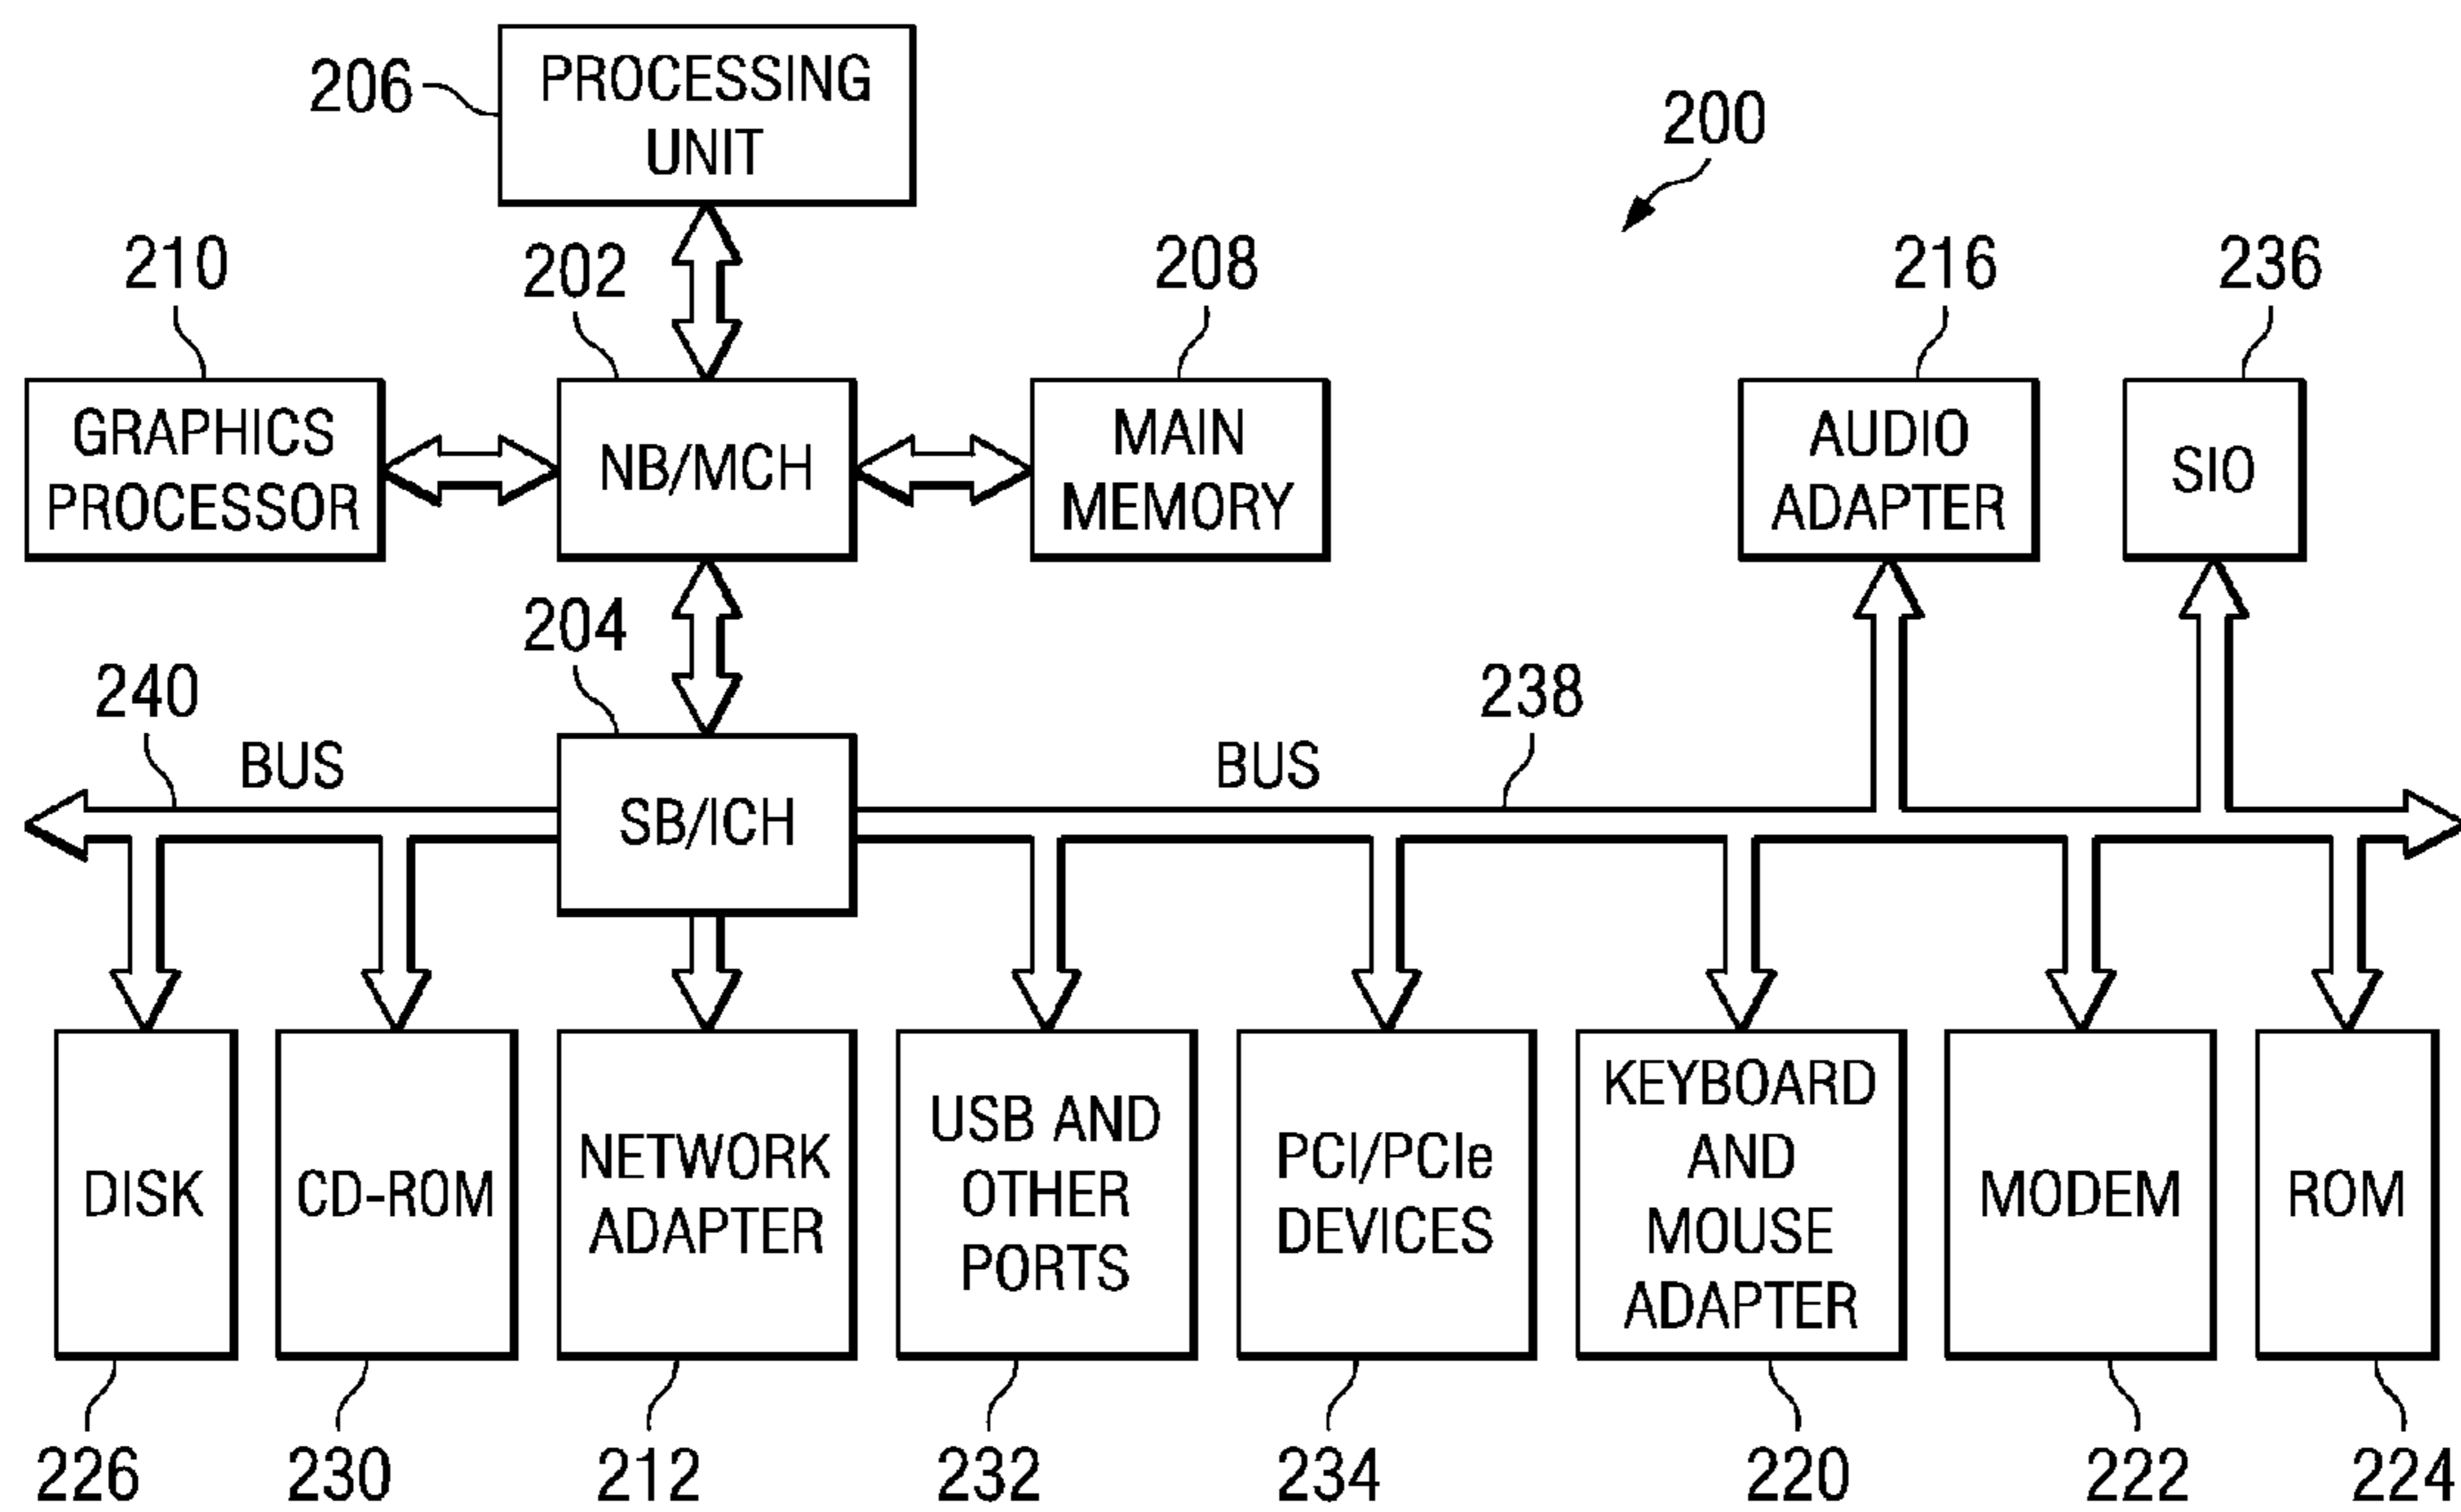 206
PROCESSING
UNIT
200
210
202
208
216
236
GRAPHICS
PROCESSOR
NB/MCH
MAIN
MEMORY
AUDIO
ADAPTER
SIO
204
240
BUS
238
BUS
SB/ICH
DISK
CD-ROM
NETWORK
ADAPTER
USB AND
OTHER
PORTS
PCI/PCIe
DEVICES
KEYBOARD
AND
MOUSE
ADAPTER
MODEM
ROM
226
230
212
232
234
220
222
224